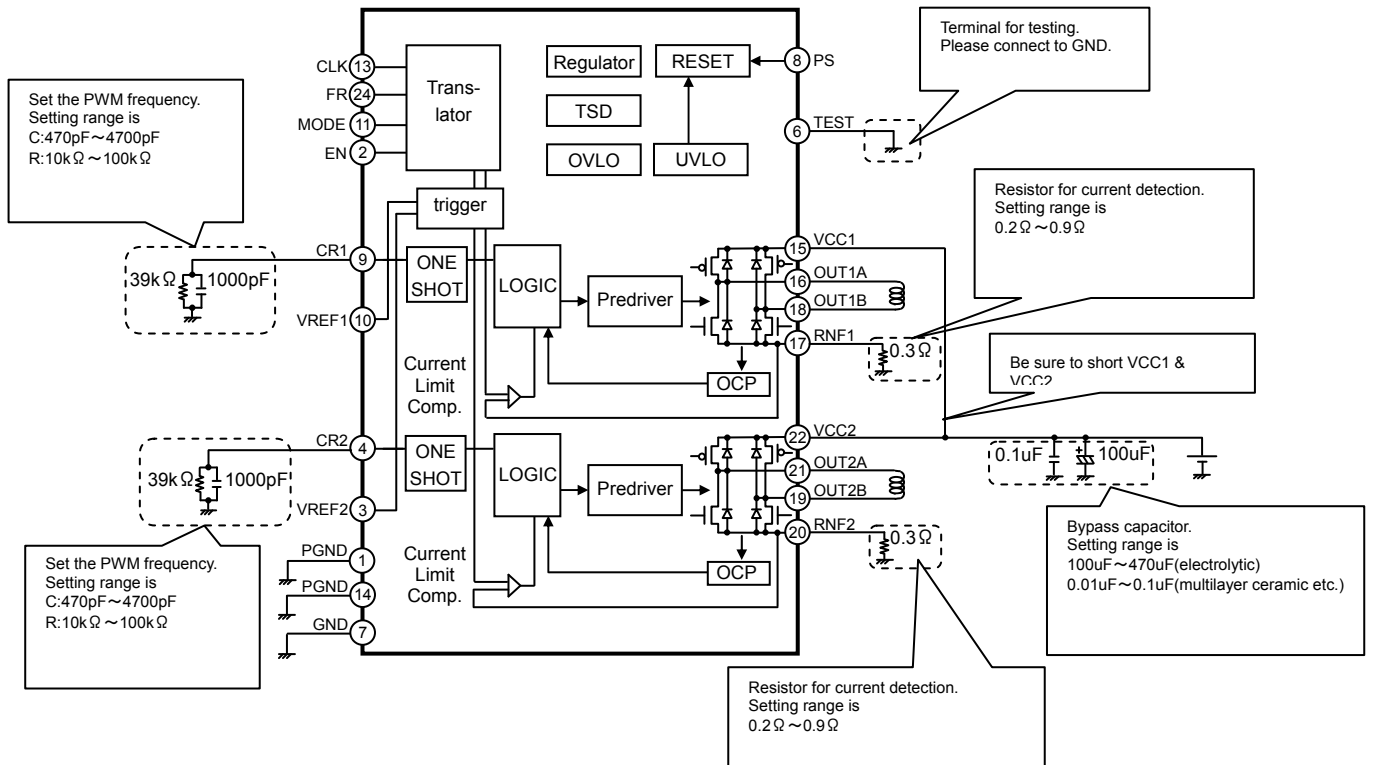 Terminal for testing.
Please connect to GND.
CLK 13
FR 24
MODE 11
EN 2
Trans-
lator
Regulator
RESET
TSD
OVLO
UVLO
8 PS
6 TEST
Set the PWM frequency.
Setting range is
C:470pF～4700pF
R:10kΩ～100kΩ
trigger
Resistor for current detection.
Setting range is
0.2Ω～0.9Ω
CR1 9
39kΩ 1000pF
VREF1 10
ONE
SHOT
LOGIC
Predriver
15 VCC1
16 OUT1A
18 OUT1B
17 RNF1
0.3Ω
OCP
Current
Limit
Comp.
Be sure to short VCC1 &
VCC2
CR2 4
39kΩ 1000pF
VREF2 3
ONE
SHOT
LOGIC
Predriver
22 VCC2
21 OUT2A
19 OUT2B
20 RNF2
0.3Ω
OCP
Current
Limit
Comp.
0.1uF
+ 100uF
Bypass capacitor.
Setting range is
100uF～470uF(electrolytic)
0.01uF～0.1uF(multilayer ceramic etc.)
PGND 1
PGND 14
GND 7
Set the PWM frequency.
Setting range is
C:470pF～4700pF
R:10kΩ～100kΩ
Resistor for current detection.
Setting range is
0.2Ω～0.9Ω